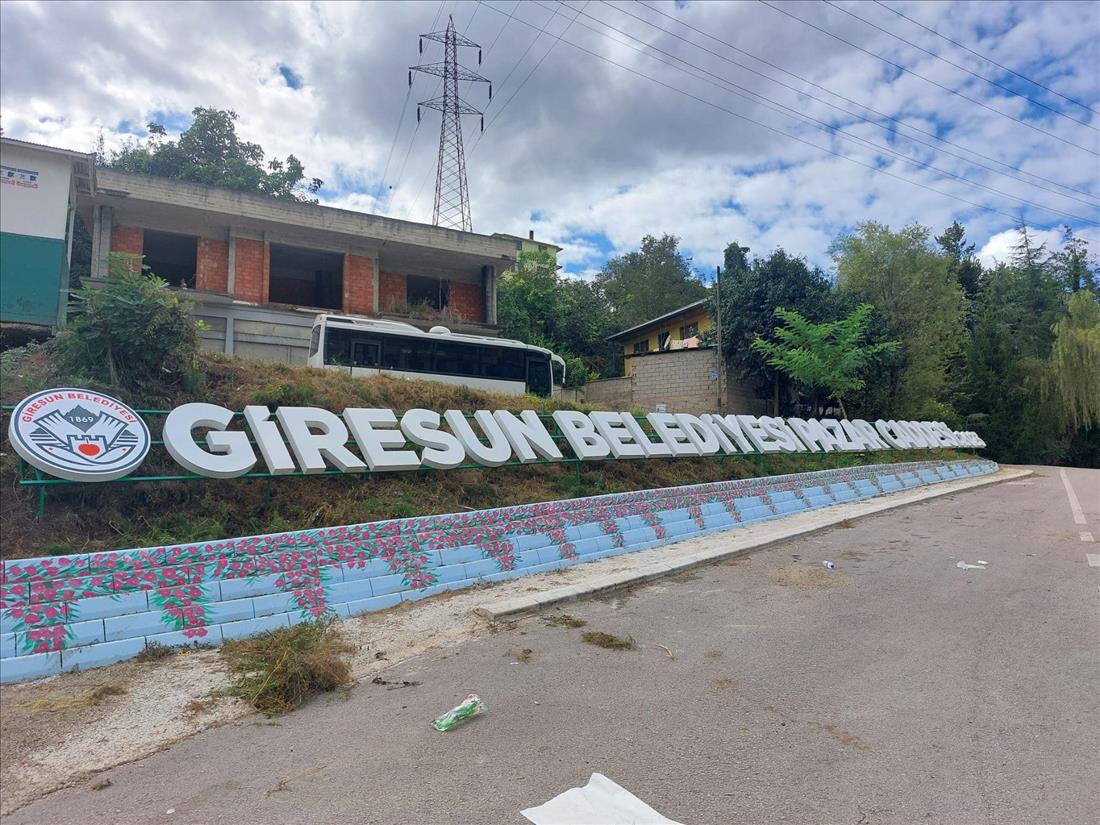 GİRESUN BELEDİYESİ
1869
GİRESUN BELEDİYESİ PAZAR CADDESİ